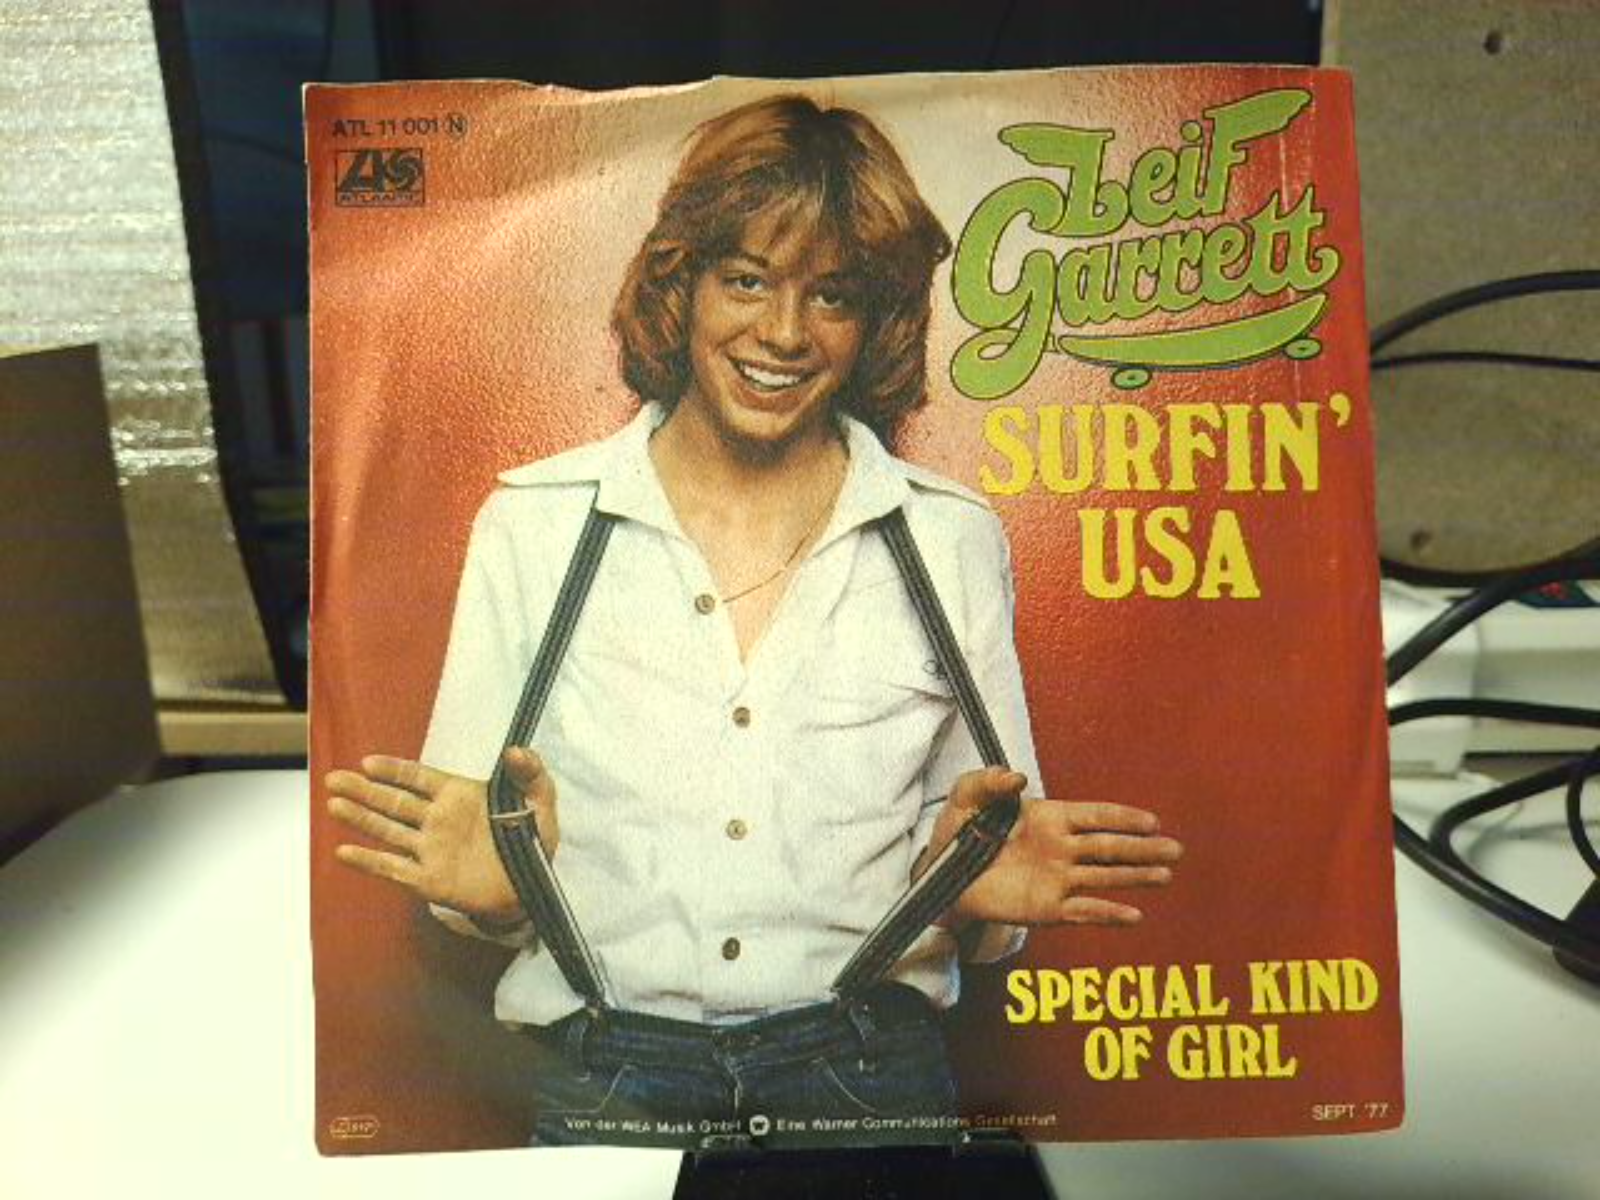 ATL 11 001 N
ATLANTIC
Leif
Garrett
SURFIN'
USA
SPECIAL KIND
OF GIRL
SEPT. '77
Von der WEA Musik GmbH W Eine Warner Communications Gesellschaft